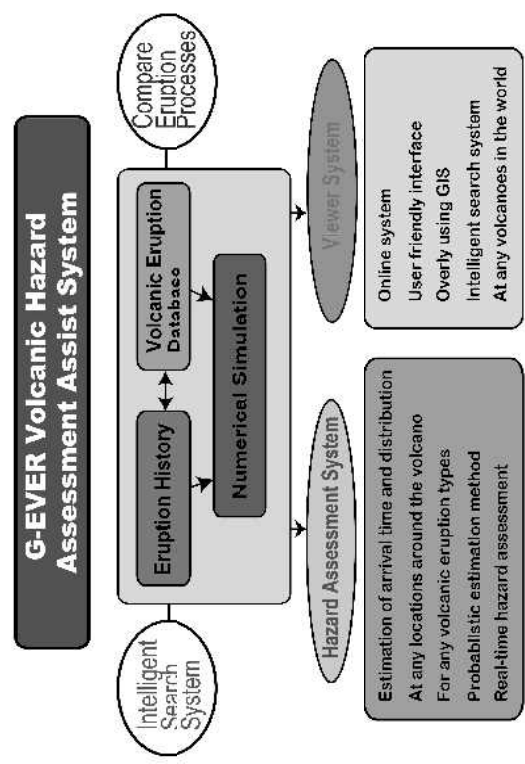 G-EVER Volcanic Hazard
Assessment Assist System
Intelligent
Search
System
Eruption History
Volcanic Eruption
Database
Numerical Simulation
Compare
Eruption
Processes
Hazard Assessment System
Viewer System
Estimation of arrival time and distribution
At any locations around the volcano
For any volcanic eruption types
Probablistic estimation method
Real-time hazard assessment
Online system
User friendly interface
Overly using GIS
Intelligent search system
At any volcanoes in the world